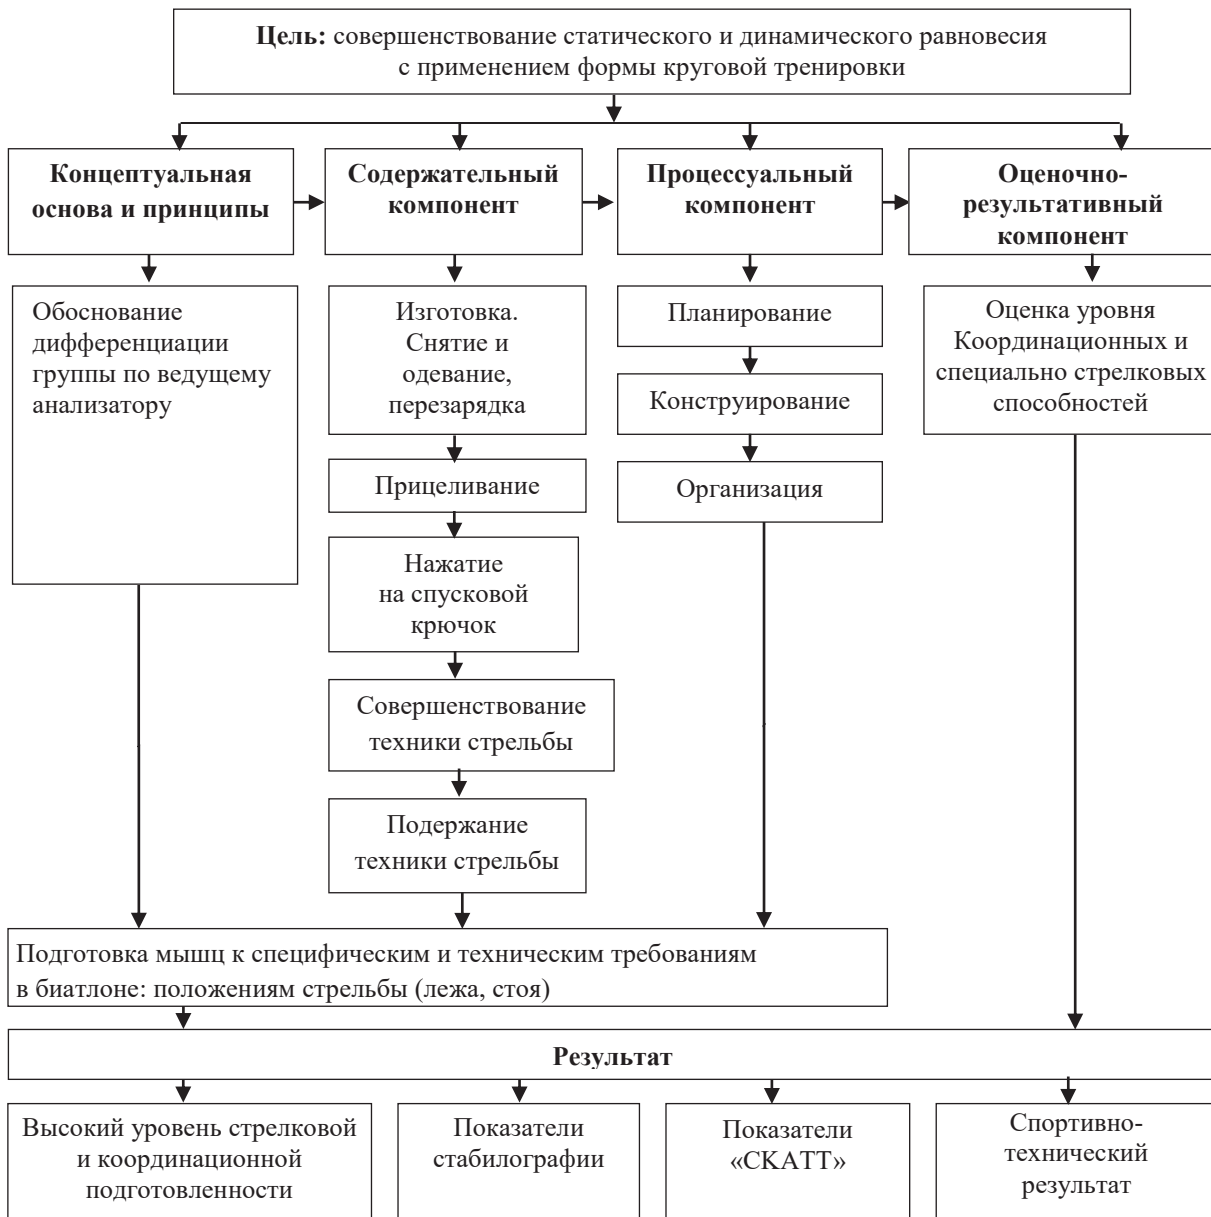 Цель: совершенствование статического и динамического равновесия
с применением формы круговой тренировки
Концептуальная
основа и принципы
Содержательный
компонент
Процессуальный
компонент
Оценочно-
результативный
компонент
Обоснование
дифференциации
группы по ведущему
анализатору
Изготовка.
Снятие и
одевание,
перезарядка
Прицеливание
Нажатие
на спусковой
крючок
Совершенствование
техники стрельбы
Подержание
техники стрельбы
Планирование
Конструирование
Организация
Оценка уровня
Координационных и
специально стрелковых
способностей
Подготовка мышц к специфическим и техническим требованиям
в биатлоне: положениям стрельбы (лежа, стоя)
Результат
Высокий уровень стрелковой
и координационной
подготовленности
Показатели
стабилографии
Показатели
«СКАТТ»
Спортивно-
технический
результат